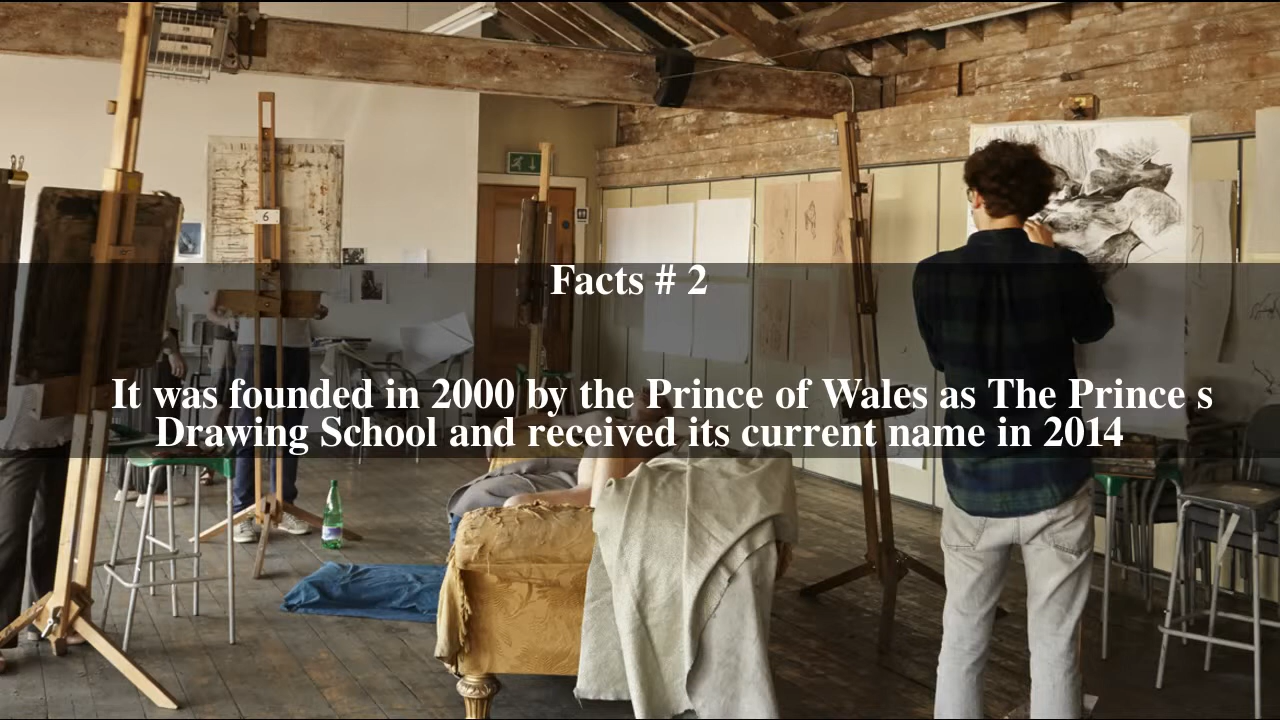 6
Facts # 2
It was founded in 2000 by the Prince of Wales as The Prince s
Drawing School and received its current name in 2014